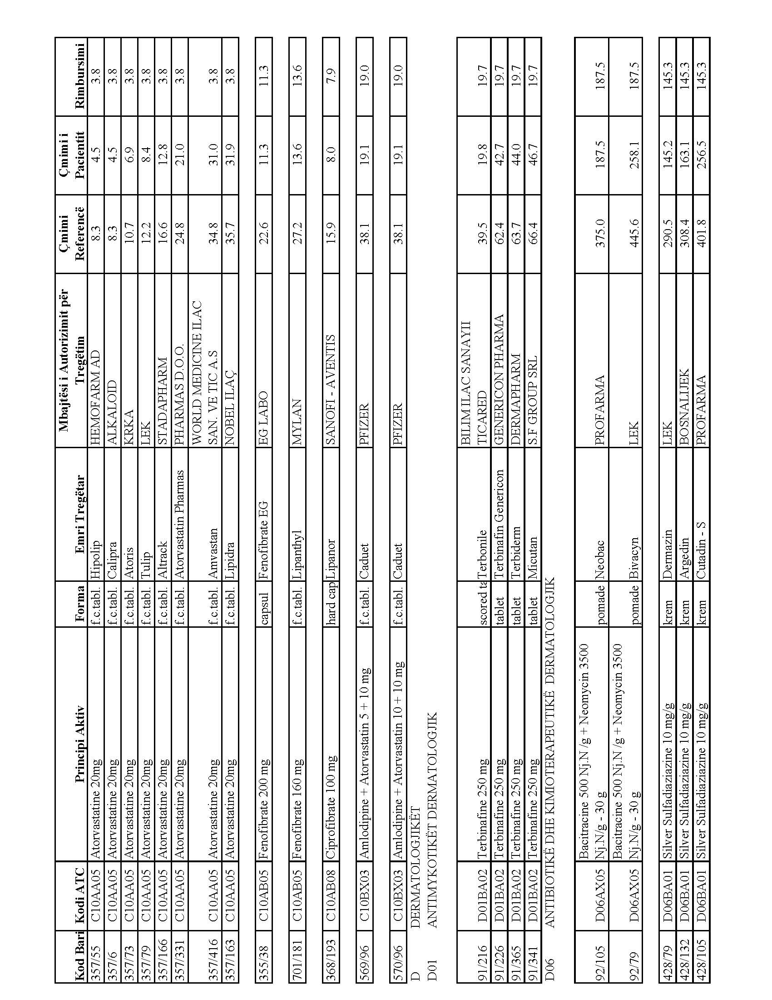 Kod Bari Kodi ATC Principi Aktiv Forma Emri Tregëtar Mbajtësi i Autorizimit për Tregëtim Çmimi Referencë Çmimi i Pacientit Rimbursimi
357/55 C10AA05 Atorvastatine 20mg f.c.tabl. Hipolip HEMOFARM AD 8.3 4.5 3.8
357/6 C10AA05 Atorvastatine 20mg f.c.tabl. Calipra ALKALOID 8.3 4.5 3.8
357/73 C10AA05 Atorvastatine 20mg f.c.tabl. Atoris KRKA 10.7 6.9 3.8
357/79 C10AA05 Atorvastatine 20mg f.c.tabl. Tulip LEK 12.2 8.4 3.8
357/166 C10AA05 Atorvastatine 20mg f.c.tabl. Altrack STADAPHARM 16.6 12.8 3.8
357/331 C10AA05 Atorvastatine 20mg f.c.tabl. Atorvastatin Pharmas PHARMAS D.O.O. 24.8 21.0 3.8
357/416 C10AA05 Atorvastatine 20mg f.c.tabl. Amvastan WORLD MEDICINE ILAC SAN. VE TIC A.S 34.8 31.0 3.8
357/163 C10AA05 Atorvastatine 20mg f.c.tabl. Lipidra NOBEL ILAÇ 35.7 31.9 3.8
355/38 C10AB05 Fenofibrate 200 mg capsul Fenofibrate EG EG LABO 22.6 11.3 11.3
701/181 C10AB05 Fenofibrate 160 mg f.c.tabl. Lipanthyl MYLAN 27.2 13.6 13.6
368/193 C10AB08 Ciprofibrate 100 mg hard cap Lipanor SANOFI - AVENTIS 15.9 8.0 7.9
569/96 C10BX03 Amlodipine + Atorvastatin 5 + 10 mg f.c.tabl. Caduet PFIZER 38.1 19.1 19.0
570/96 C10BX03 Amlodipine + Atorvastatin 10 + 10 mg f.c.tabl. Caduet PFIZER 38.1 19.1 19.0
D DERMATOLOGJIKËT
D01 ANTIMYKOTIKËT DERMATOLOGJIK
91/216 D01BA02 Terbinafine 250 mg scored ta Terbonile BILIM ILAC SANAYII TICARED 39.5 19.8 19.7
91/226 D01BA02 Terbinafine 250 mg tablet Terbinafin Genericon GENERICON PHARMA 62.4 42.7 19.7
91/365 D01BA02 Terbinafine 250 mg tablet Terbiderm DERMAPHARM 63.7 44.0 19.7
91/341 D01BA02 Terbinafine 250 mg tablet Micutan S.F GROUP SRL 66.4 46.7 19.7
D06 ANTIBIOTIKË DHE KIMIOTERAPEUTIKË DERMATOLOGJIK
92/105 D06AX05 Bacitracine 500 Nj.N /g + Neomycin 3500 Nj.N/g - 30 g pomade Neobac PROFARMA 375.0 187.5 187.5
92/79 D06AX05 Bacitracine 500 Nj.N /g + Neomycin 3500 Nj.N/g - 30 g pomade Bivacyn LEK 445.6 258.1 187.5
428/79 D06BA01 Silver Sulfadiaziazine 10 mg/g krem Dermazin LEK 290.5 145.2 145.3
428/132 D06BA01 Silver Sulfadiaziazine 10 mg/g krem Argedin BOSNALIJEK 308.4 163.1 145.3
428/105 D06BA01 Silver Sulfadiaziazine 10 mg/g krem Cutadin - S PROFARMA 401.8 256.5 145.3